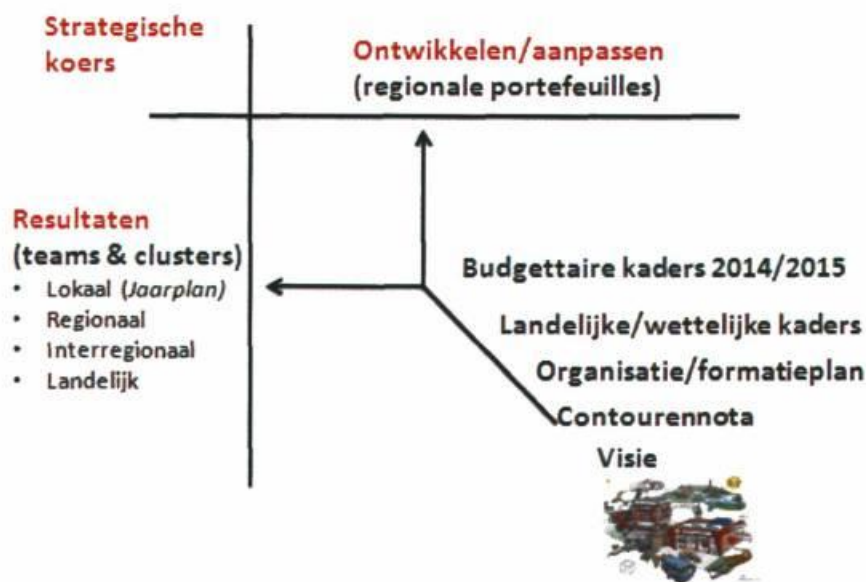 Strategische
koers
Ontwikkelen/aanpassen
(regionale portefeuilles)
Resultaten
(teams & clusters)
• Lokaal (Jaarplan)
• Regionaal
• Interregionaal
• Landelijk
Budgettaire kaders 2014/2015
Landelijke/wettelijke kaders
Organisatie/formatieplan
Contourennota
Visie